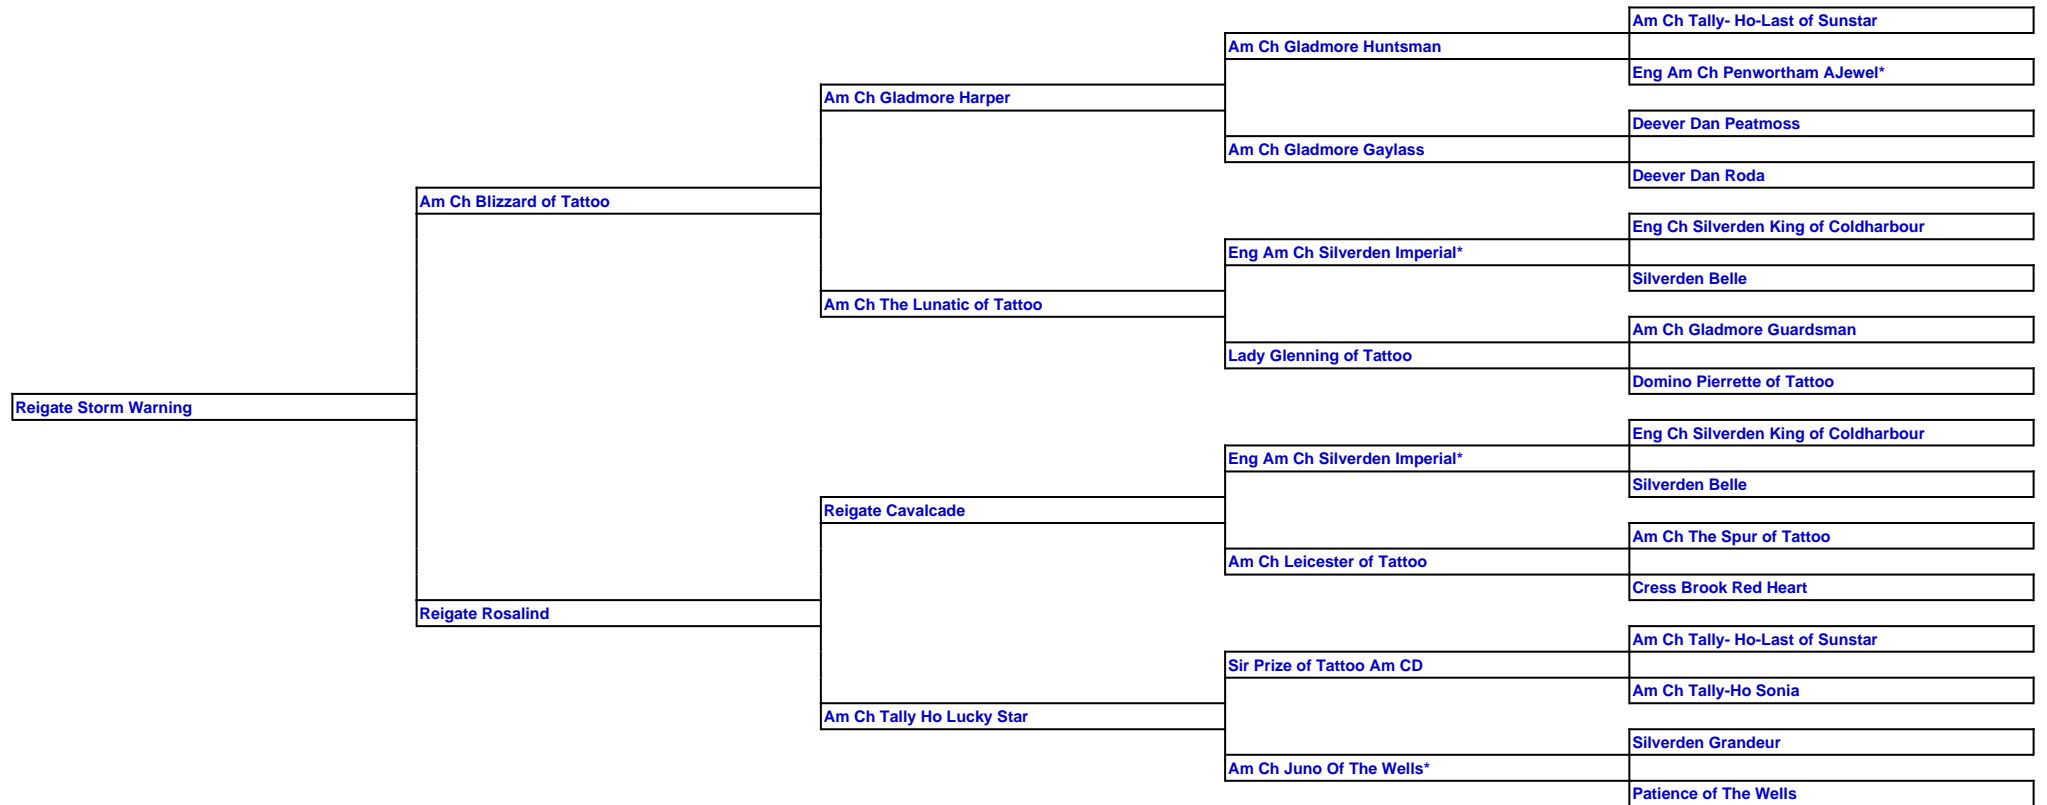 Am Ch Tally- Ho-Last of Sunstar
Am Ch Gladmore Huntsman
Eng Am Ch Penwortham AJewel*
Am Ch Gladmore Harper
Deever Dan Peatmoss
Am Ch Gladmore Gaylass
Deever Dan Roda
Am Ch Blizzard of Tattoo
Eng Ch Silverden King of Coldharbour
Eng Am Ch Silverden Imperial*
Silverden Belle
Am Ch The Lunatic of Tattoo
Am Ch Gladmore Guardsman
Lady Glenning of Tattoo
Domino Pierrette of Tattoo
Reigate Storm Warning
Eng Ch Silverden King of Coldharbour
Eng Am Ch Silverden Imperial*
Silverden Belle
Reigate Cavalcade
Am Ch The Spur of Tattoo
Am Ch Leicester of Tattoo
Cress Brook Red Heart
Reigate Rosalind
Am Ch Tally- Ho-Last of Sunstar
Sir Prize of Tattoo Am CD
Am Ch Tally-Ho Sonia
Am Ch Tally Ho Lucky Star
Silverden Grandeur
Am Ch Juno Of The Wells*
Patience of The Wells